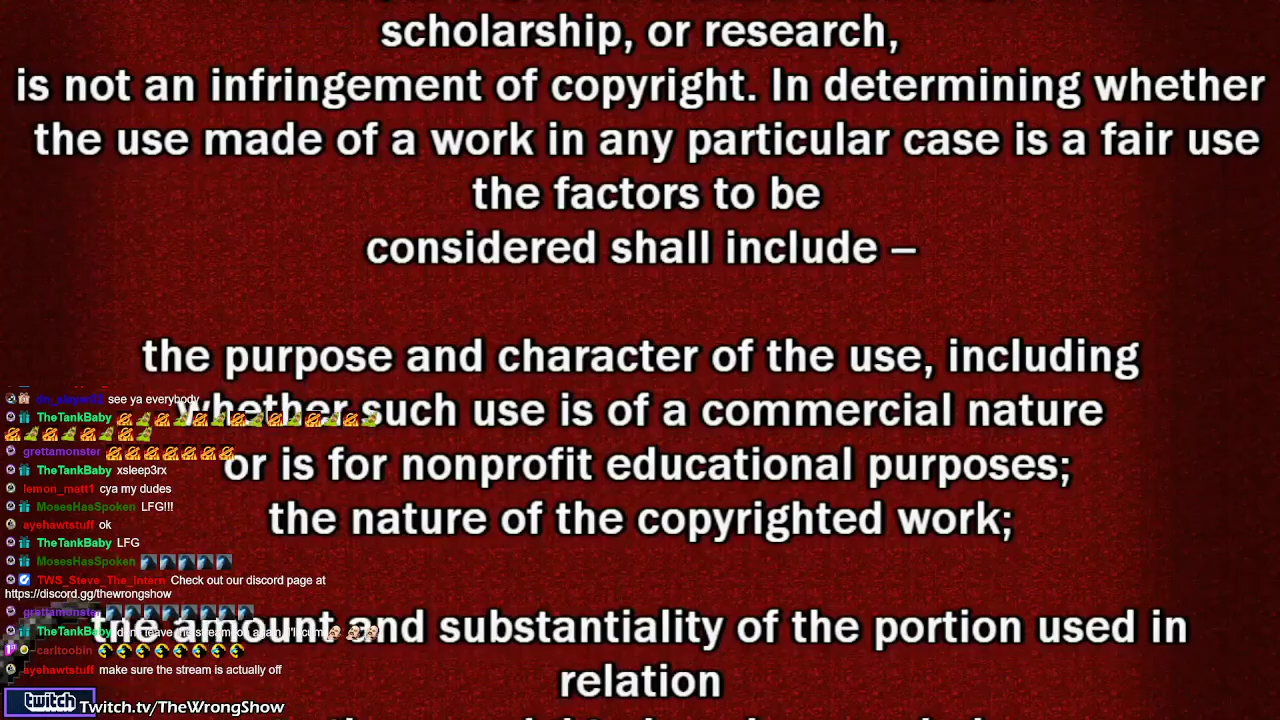 scholarship, or research,
is not an infringement of copyright. In determining whether
the use made of a work in any particular case is a fair use
the factors to be
considered shall include –
the purpose and character of the use, including
whether such use is of a commercial nature
or is for nonprofit educational purposes;
the nature of the copyrighted work;
the amount and substantiality of the portion used in
relation
see ya everybody
TheTankBaby
grettamonster
TheTankBaby xsleep3rx
lemon_matt1 cya my dudes
MosesHasSpoken LFG!!!
ayehawtstuff ok
TheTankBaby LFG
MosesHasSpoken
TWS_Steve_The_Intern Check out our discord page at
https://discord.gg/thewrongshow
grettamonster
TheTankBaby
carltoobin
ayehawtstuff make sure the stream is actually off
twitch Twitch.tv/TheWrongShow